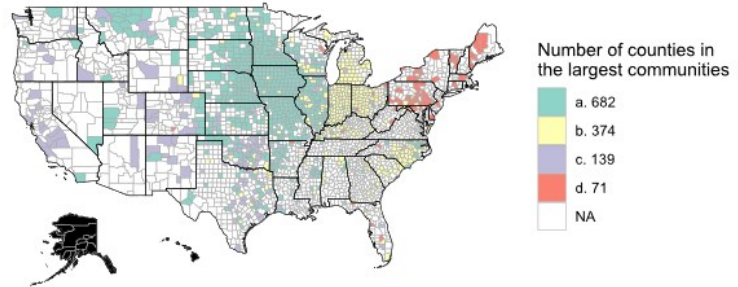 Number of counties in
the largest communities
a. 682
b. 374
c. 139
d. 71
NA